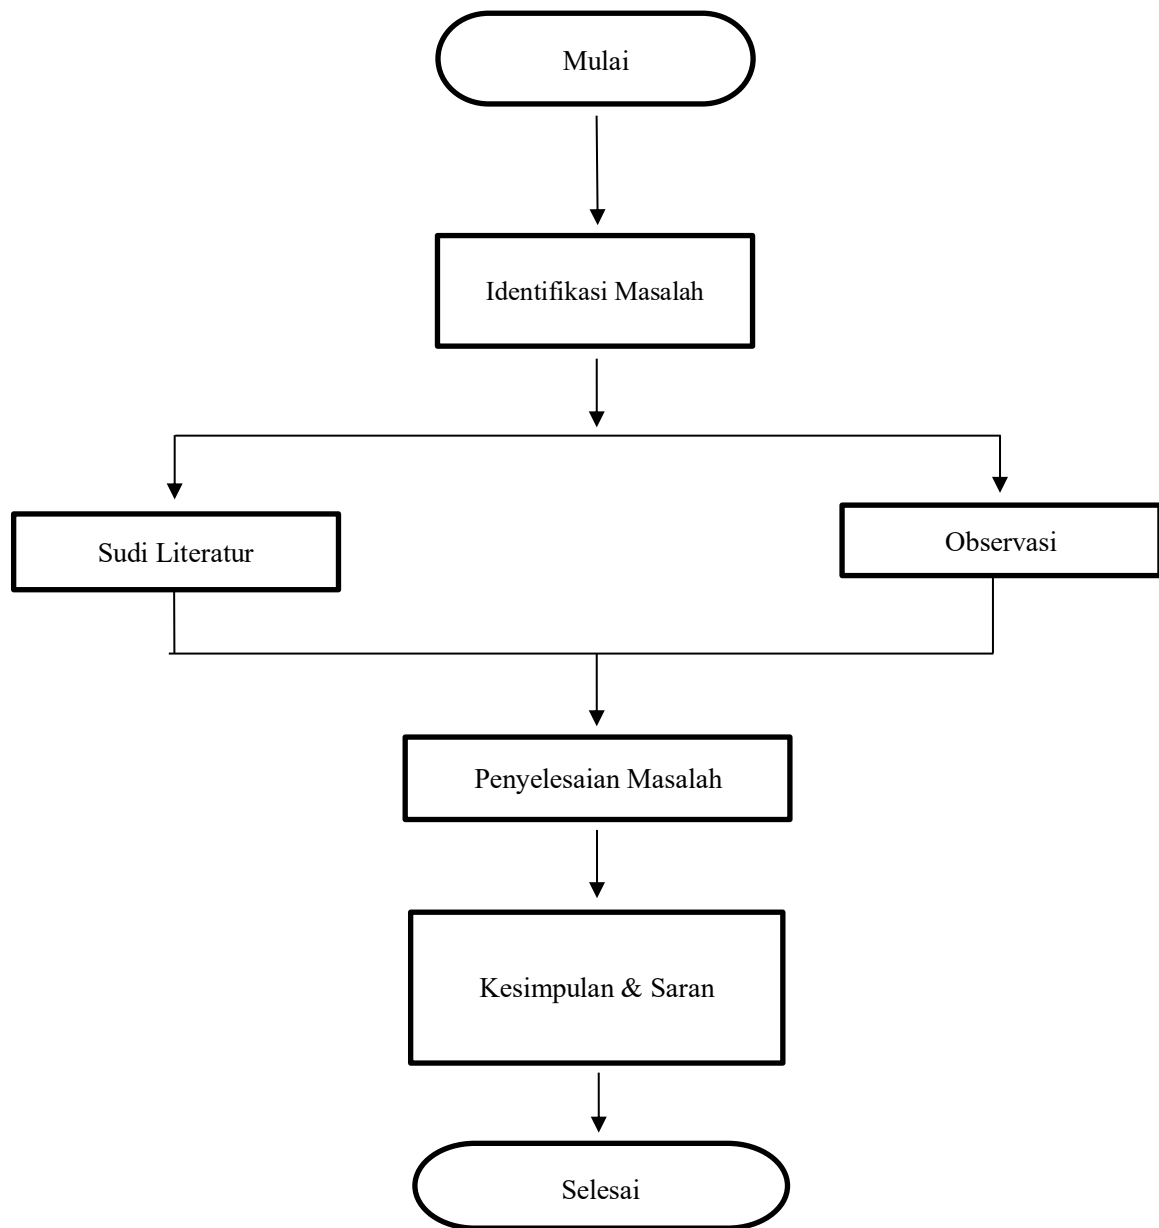 Mulai
Identifikasi Masalah
Sudi Literatur
Observasi
Penyelesaian Masalah
Kesimpulan & Saran
Selesai